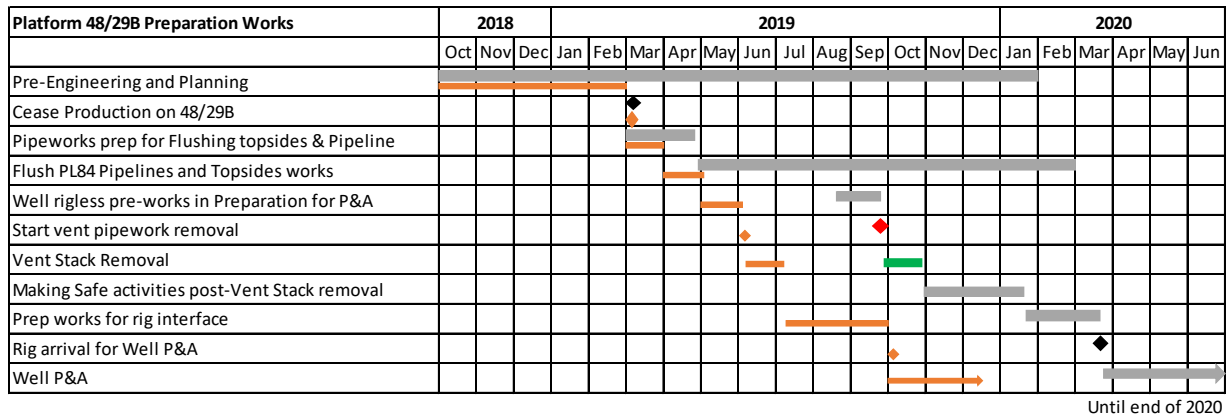 Platform 48/29B Preparation Works 2018 2019 2020
Oct Nov Dec Jan Feb Mar Apr May Jun Jul Aug Sep Oct Nov Dec Jan Feb Mar Apr May Jun
Pre-Engineering and Planning
Cease Production on 48/29B
Pipeworks prep for Flushing topsides & Pipeline
Flush PL84 Pipelines and Topsides works
Well rigless pre-works in Preparation for P&A
Start vent pipework removal
Vent Stack Removal
Making Safe activities post-Vent Stack removal
Prep works for rig interface
Rig arrival for Well P&A
Well P&A
Until end of 2020